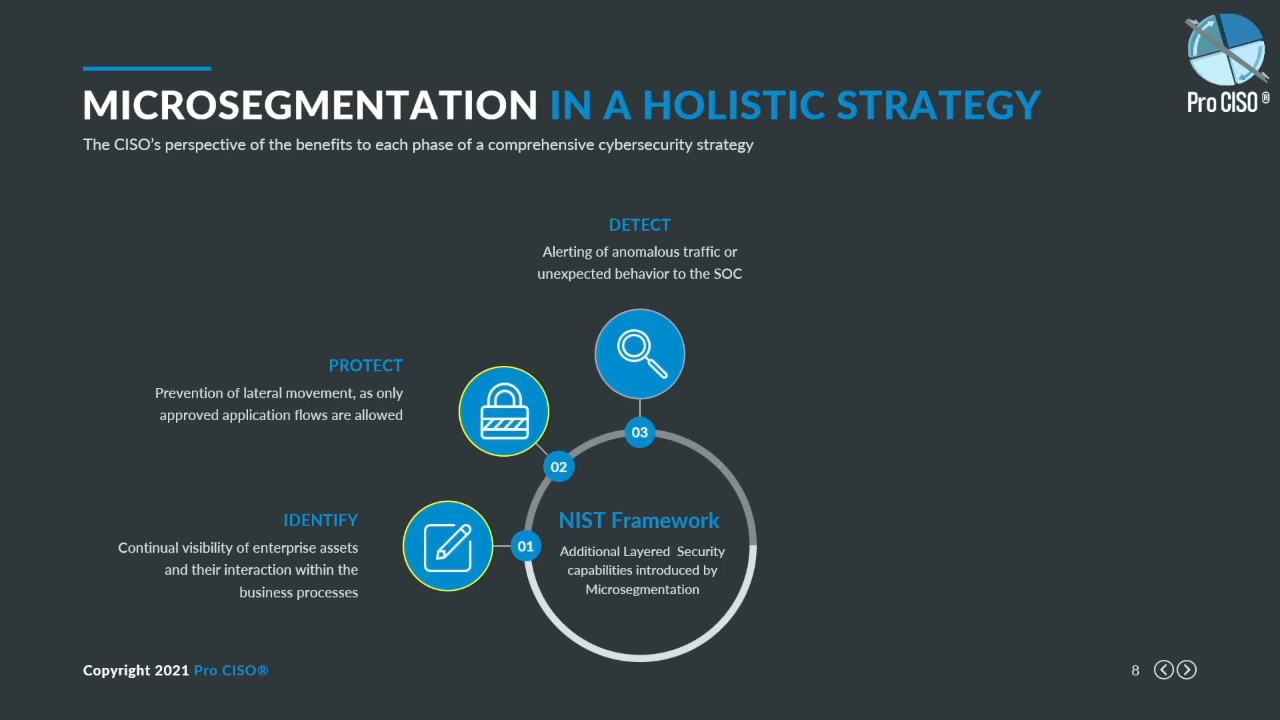 Pro CISO ®
MICROSEGMENTATION IN A HOLISTIC STRATEGY
The CISO’s perspective of the benefits to each phase of a comprehensive cybersecurity strategy
DETECT
Alerting of anomalous traffic or
unexpected behavior to the SOC
PROTECT
Prevention of lateral movement, as only
approved application flows are allowed
03
02
IDENTIFY
Continual visibility of enterprise assets
and their interaction within the
business processes
01
NIST Framework
Additional Layered Security
capabilities introduced by
Microsegmentation
Copyright 2021 Pro CISO®
8